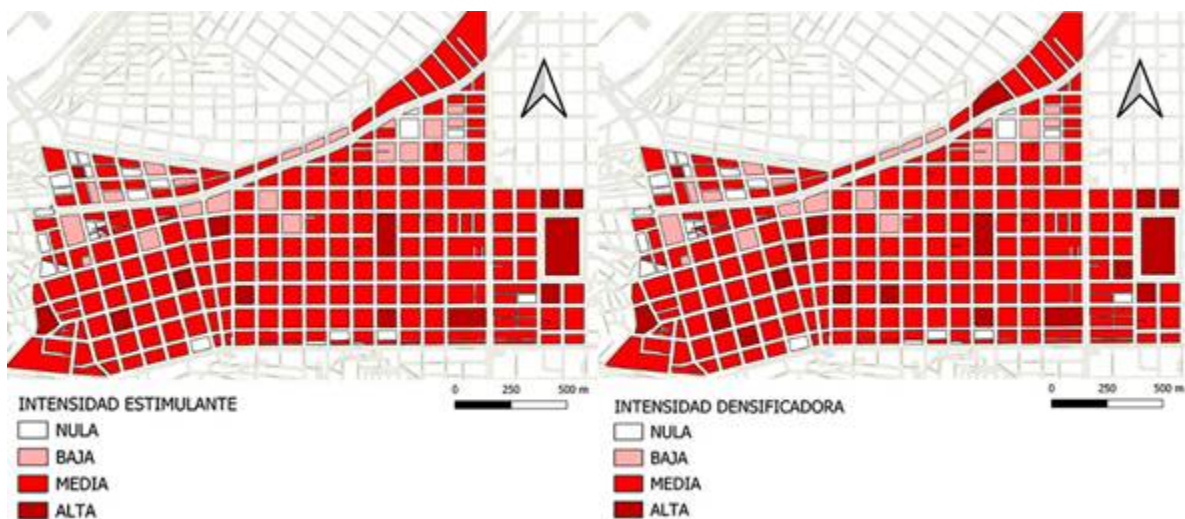 0 250 500 m
INTENSIDAD ESTIMULANTE
NULA
BAJA
MEDIA
ALTA
0 250 500 m
INTENSIDAD DENSIFICADORA
NULA
BAJA
MEDIA
ALTA